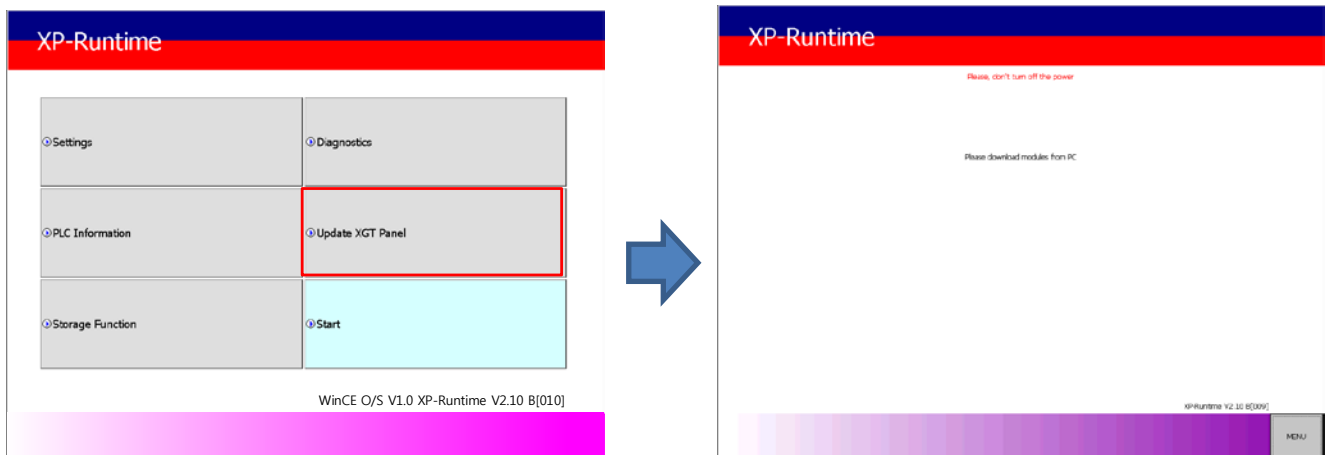 XP-Runtime
Settings
Diagnostics
PLC Information
Update XGT Panel
Storage Function
Start
WinCE O/S V1.0 XP-Runtime V2.10 B[010]
XP-Runtime
Please, don't turn off the power
Please download modules from PC
XP-Runtime V2.10 B[009]
MENU